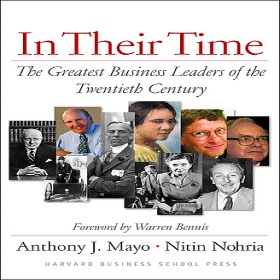 In Their Time
The Greatest Business Leaders of the
Twentieth Century
Foreword by Warren Bennis
Anthony J. Mayo • Nitin Nohria
HARVARD BUSINESS SCHOOL PRESS